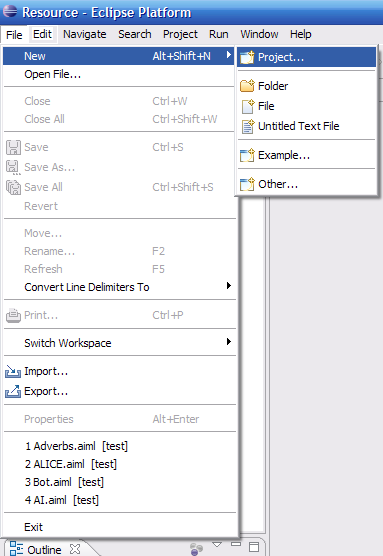 Resource - Eclipse Platform
File Edit Navigate Search Project Run Window Help
New Alt+Shift+N
Project...
Open File...
Folder
Close Ctrl+W
File
Close All Ctrl+Shift+W
Untitled Text File
Save Ctrl+S
Example...
Save As...
Save All Ctrl+Shift+S
Other...
Revert
Move...
Rename... F2
Refresh F5
Convert Line Delimiters To
Print... Ctrl+P
Switch Workspace
Import...
Export...
Properties Alt+Enter
1 Adverbs.aiml [test]
2 ALICE.aiml [test]
3 Bot.aiml [test]
4 AI.aiml [test]
Exit
Outline